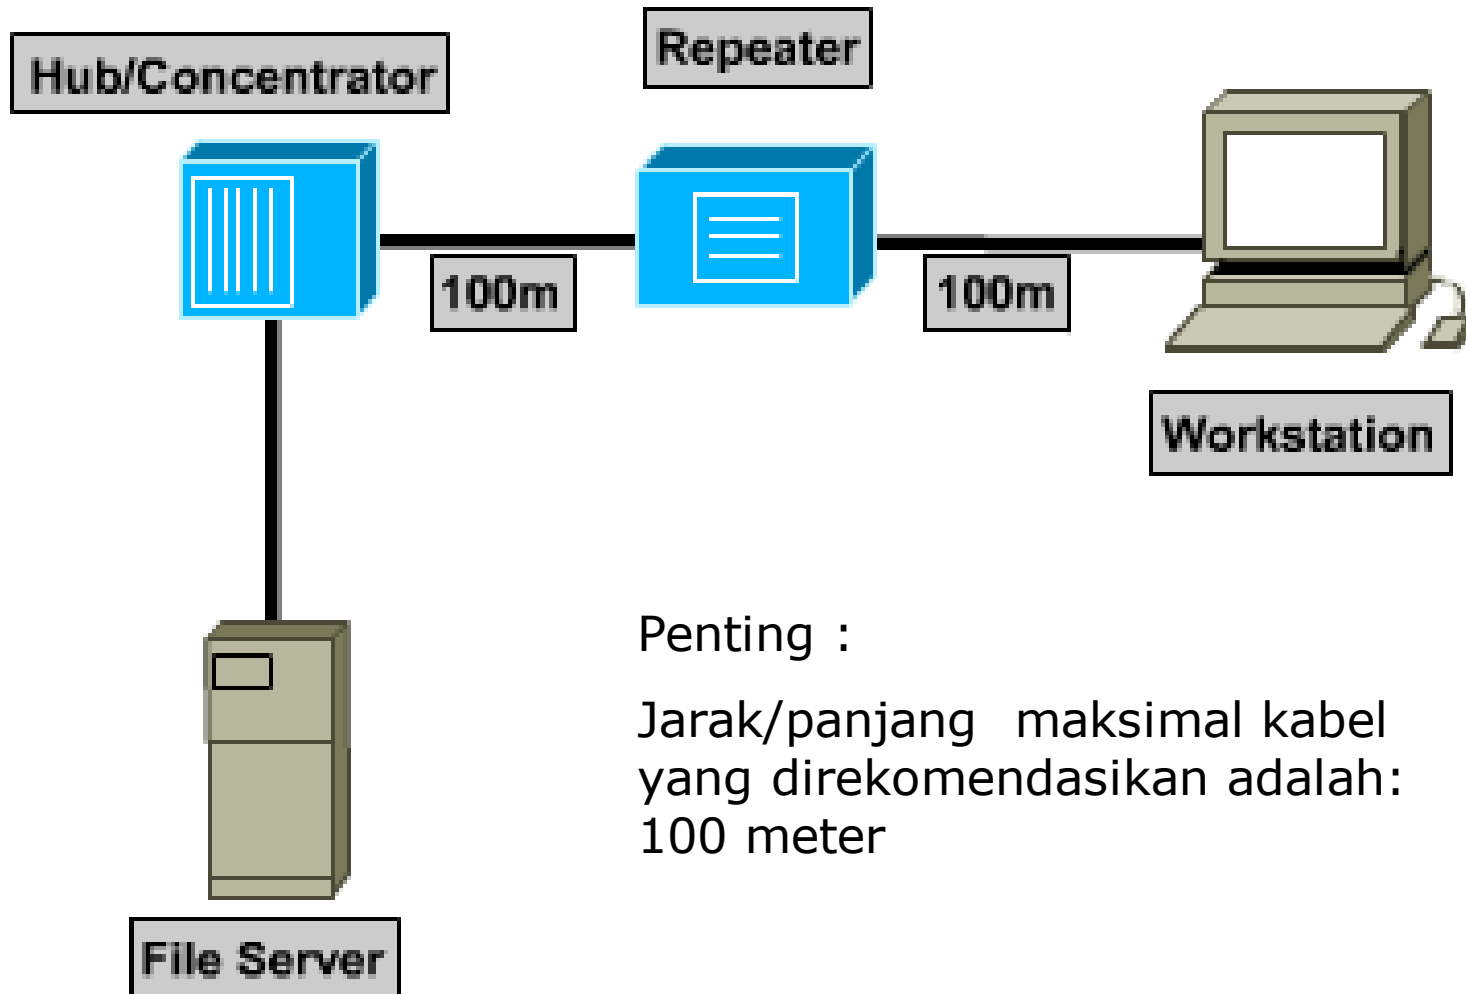 Repeater
Hub/Concentrator
100m
100m
Workstation
Penting :
Jarak/panjang maksimal kabel
yang direkomendasikan adalah:
100 meter
File Server